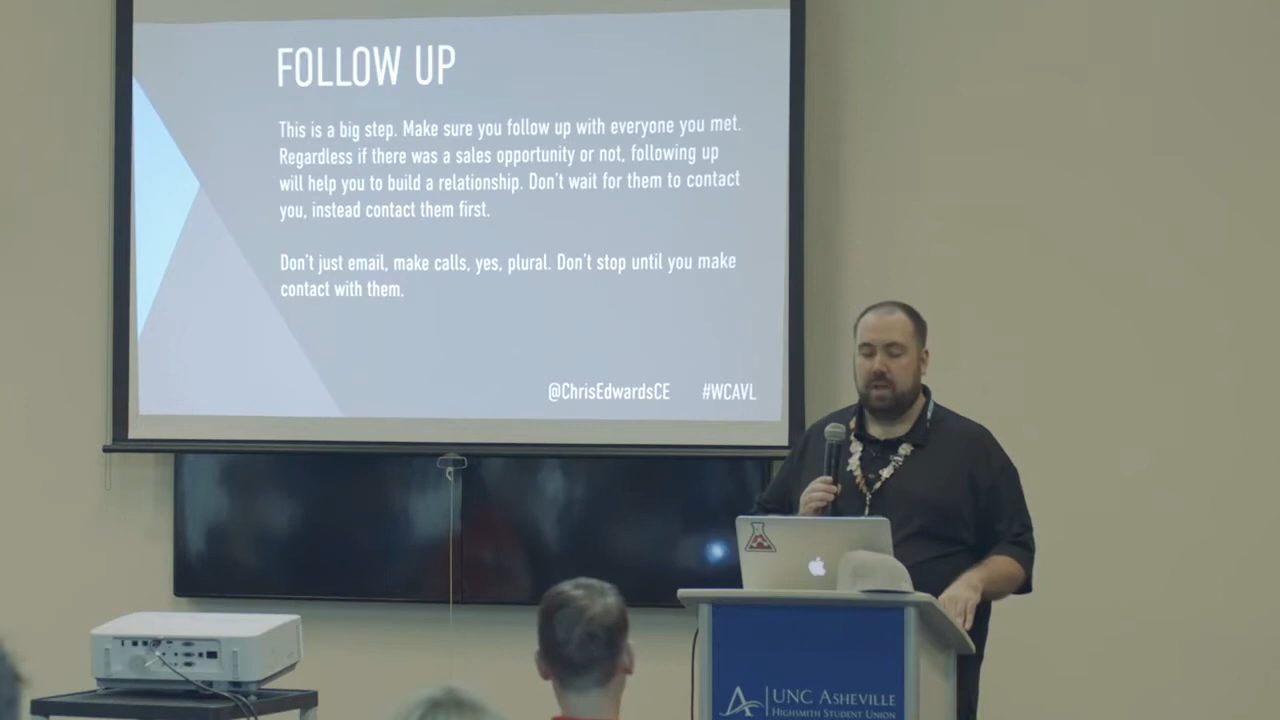 FOLLOW UP
This is a big step. Make sure you follow up with everyone you met.
Regardless if there was a sales opportunity or not, following up
will help you to build a relationship. Don't wait for them to contact
you, instead contact them first.
Don't just email, make calls, yes, plural. Don't stop until you make
contact with them.
@ChrisEdwardsCE #WCAVL
UNC ASHEVILLE
HIGHSMITH STUDENT UNION